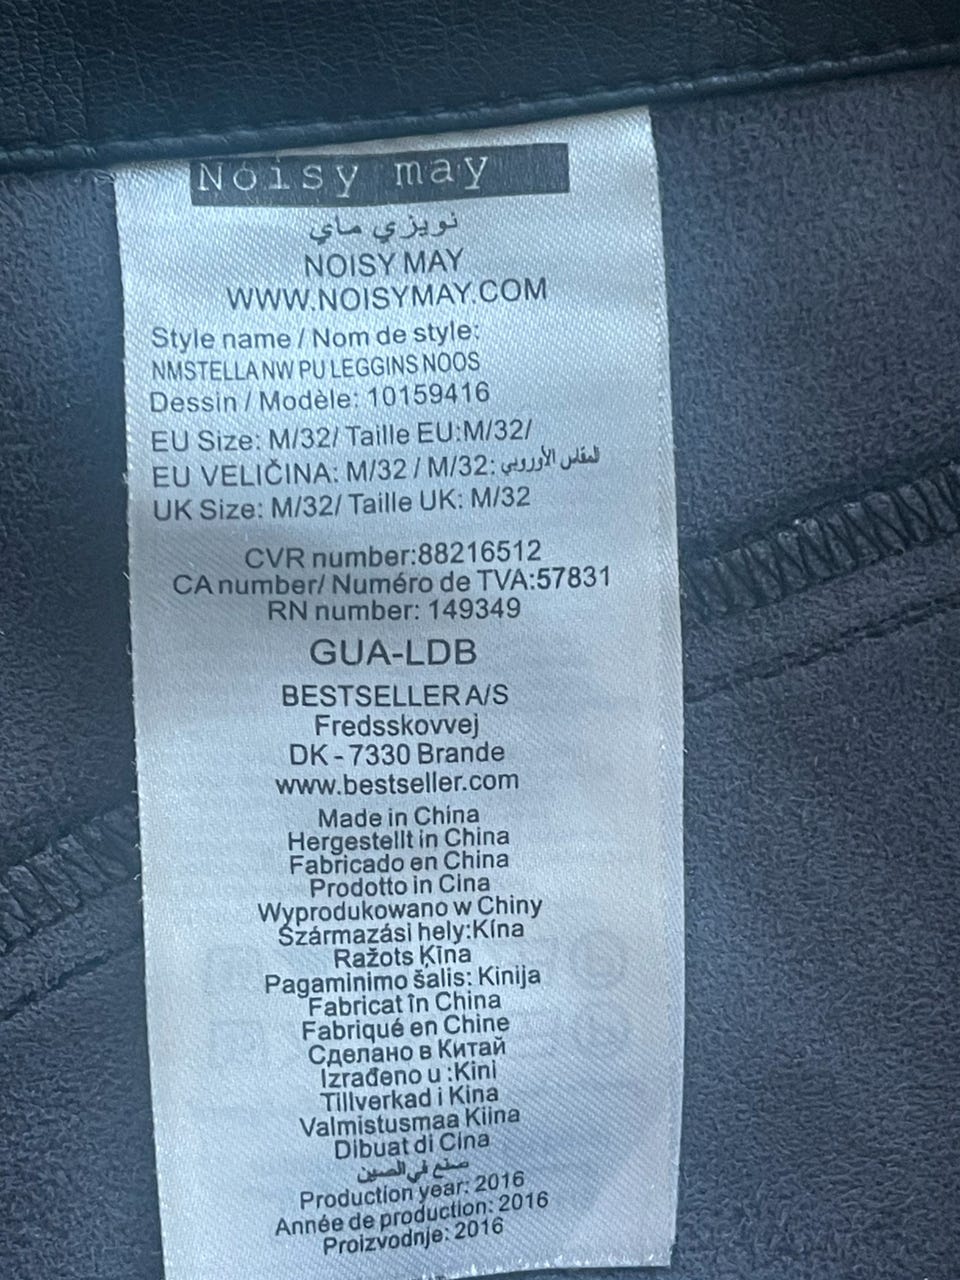 Noisy may
نويزي ماي
NOISY MAY
WWW.NOISYMAY.COM
Style name / Nom de style:
NMSTELLA NW PU LEGGINS NOOS
Dessin / Modèle: 10159416
EU Size: M/32/ Taille EU:M/32/
EU VELIČINA: M/32 / M/32: المقاس الأوروبي
UK Size: M/32/ Taille UK: M/32
CVR number:88216512
CA number/ Numéro de TVA:57831
RN number: 149349
GUA-LDB
BESTSELLER A/S
Fredsskovvej
DK - 7330 Brande
www.bestseller.com
Made in China
Hergestellt in China
Fabricado en China
Prodotto in Cina
Wyprodukowano w Chiny
Származási hely:Kína
Ražots Ķīna
Pagaminimo šalis: Kinija
Fabricat în China
Fabriqué en Chine
Сделано в Китай
Izrađeno u :Kini
Tillverkad i Kina
Valmistusmaa Kiina
Dibuat di Cina
صنع في الصين
Production year: 2016
Année de production: 2016
Proizvodnje: 2016